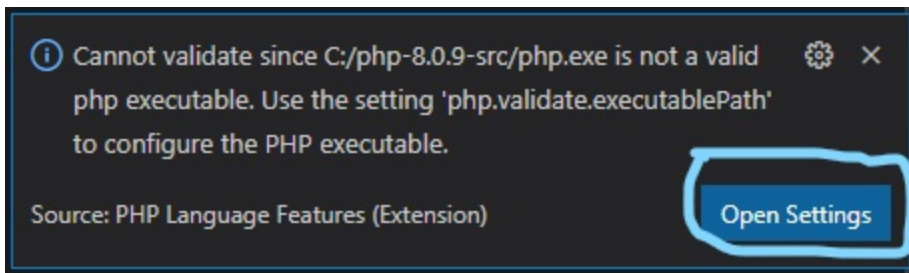 Cannot validate since C:/php-8.0.9-src/php.exe is not a valid
php executable. Use the setting 'php.validate.executablePath'
to configure the PHP executable.
Source: PHP Language Features (Extension)
Open Settings